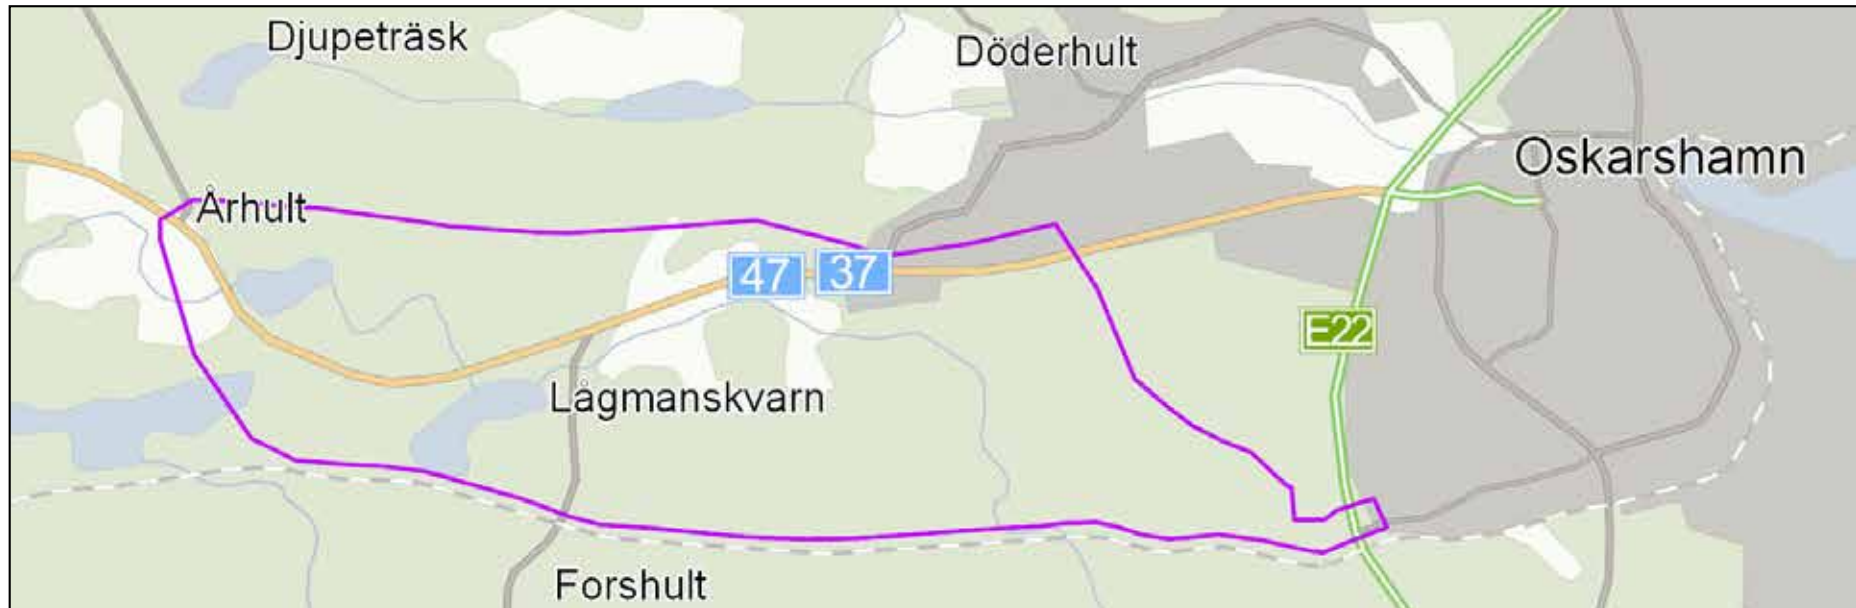 Djupeträsk
Döderhult
Oskarshamn
Århult
47
37
E22
Lågmanskvarn
Forshult